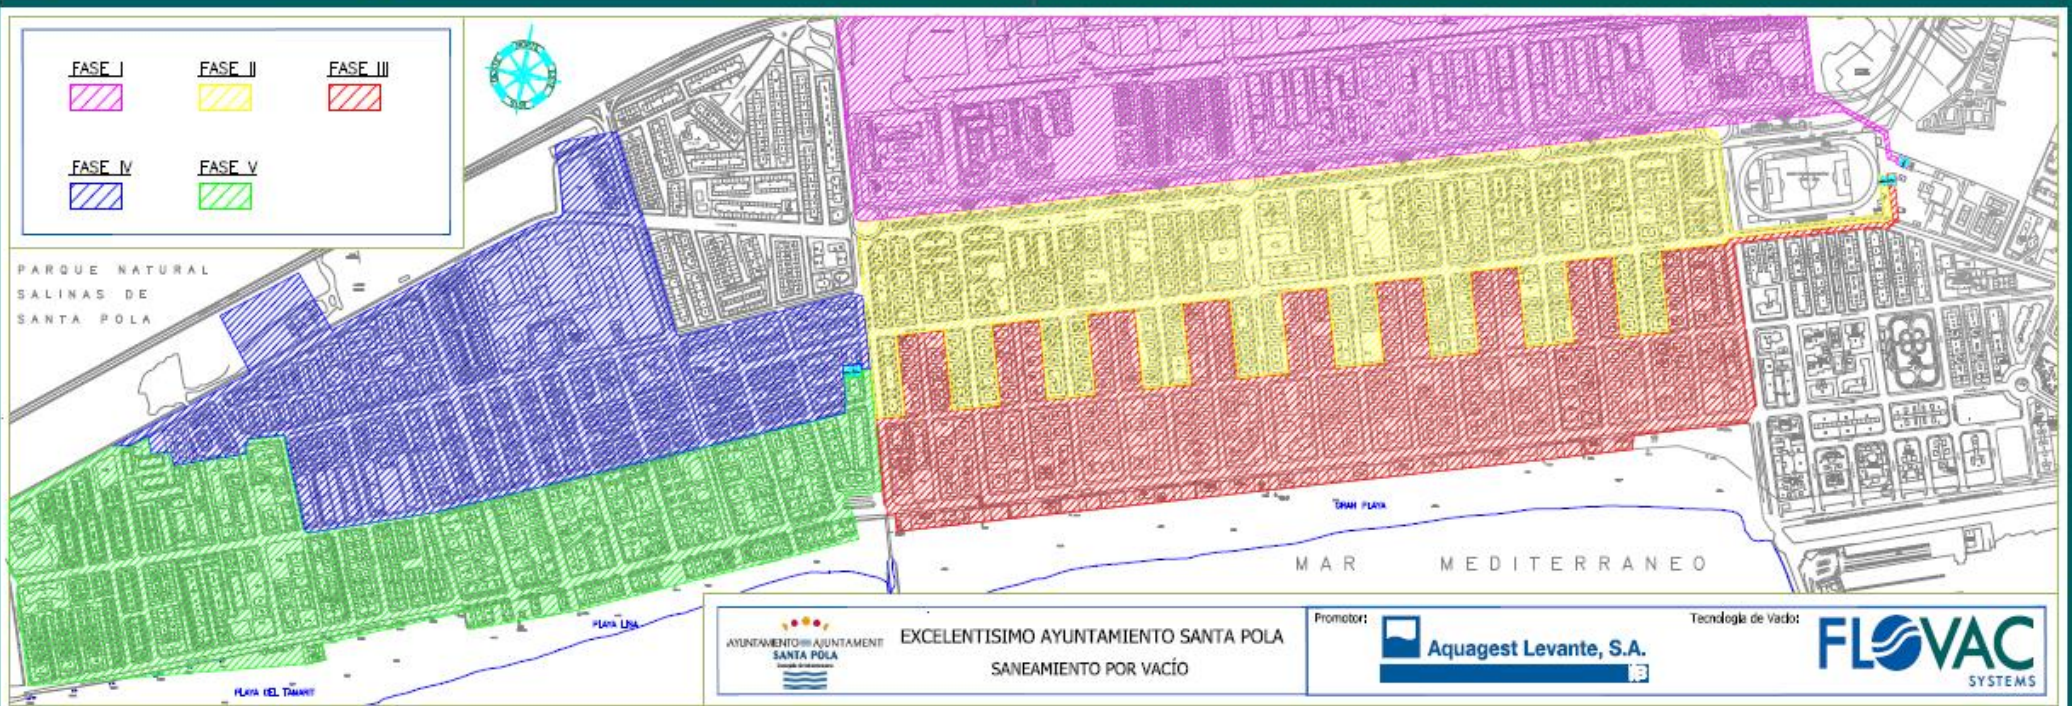 FASE I
FASE II
FASE III
FASE IV
FASE V
PARQUE NATURAL
SALINAS DE
SANTA POLA
GRAN PLAYA
MAR MEDITERRANEO
PLAYA LISA
PLAYA DEL TAMARIT
AYUNTAMIENTO AJUNTAMENT
SANTA POLA
EXCELENTISIMO AYUNTAMIENTO SANTA POLA
SANEAMIENTO POR VACÍO
Promotor:
Aquagest Levante, S.A.
Tecnología de Vacío:
FLOVAC
SYSTEMS